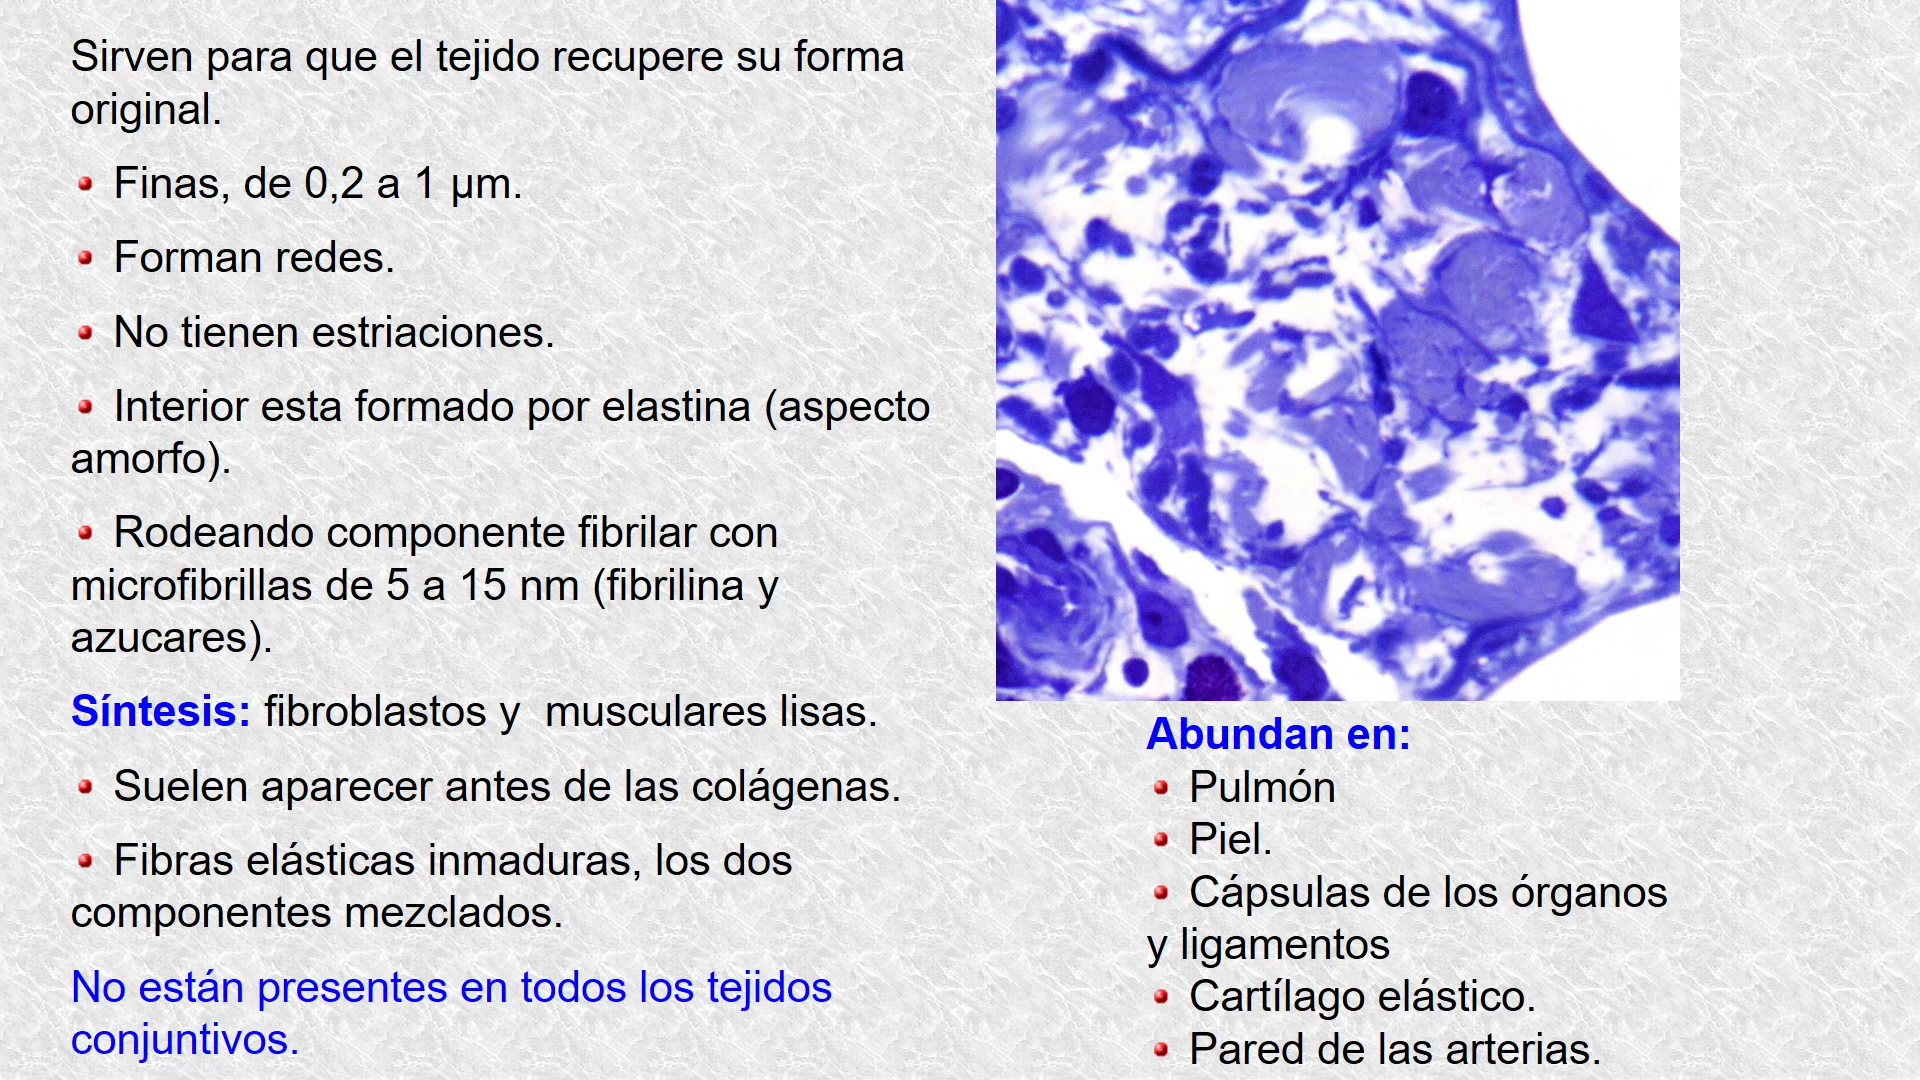 Sirven para que el tejido recupere su forma
original.
Finas, de 0,2 a 1 µm.
Forman redes.
No tienen estriaciones.
Interior esta formado por elastina (aspecto
amorfo).
Rodeando componente fibrilar con
microfibrillas de 5 a 15 nm (fibrilina y
azucares).
Síntesis: fibroblastos y  musculares lisas.
Suelen aparecer antes de las colágenas.
Fibras elásticas inmaduras, los dos
componentes mezclados.
No están presentes en todos los tejidos
conjuntivos.
Abundan en:
Pulmón
Piel.
Cápsulas de los órganos
y ligamentos
Cartílago elástico.
Pared de las arterias.